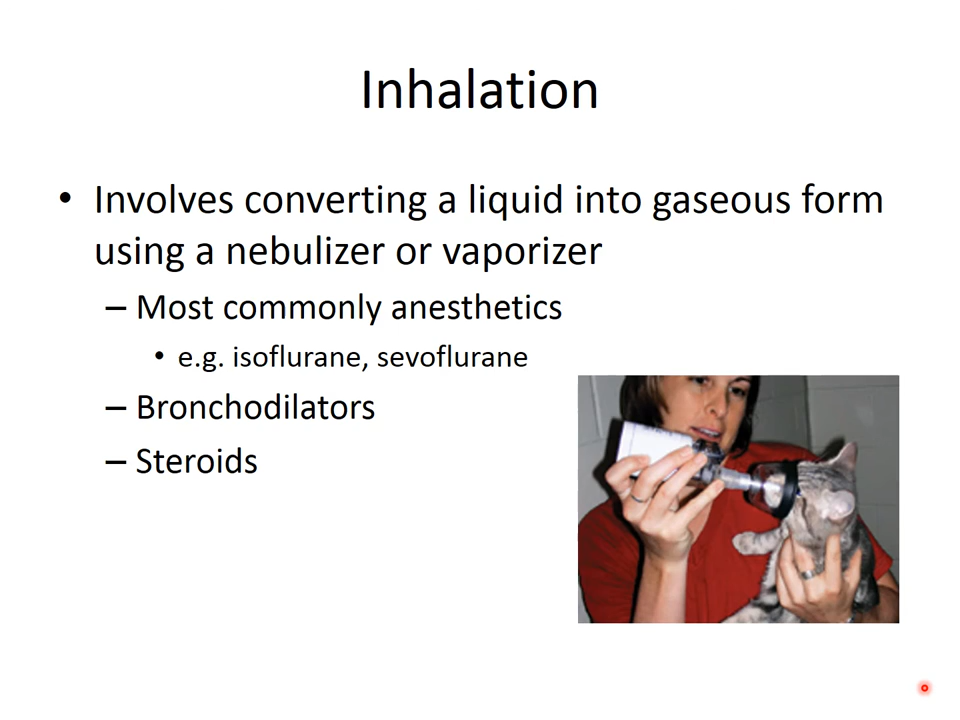 Inhalation
• Involves converting a liquid into gaseous form
using a nebulizer or vaporizer
– Most commonly anesthetics
• e.g. isoflurane, sevoflurane
– Bronchodilators
– Steroids